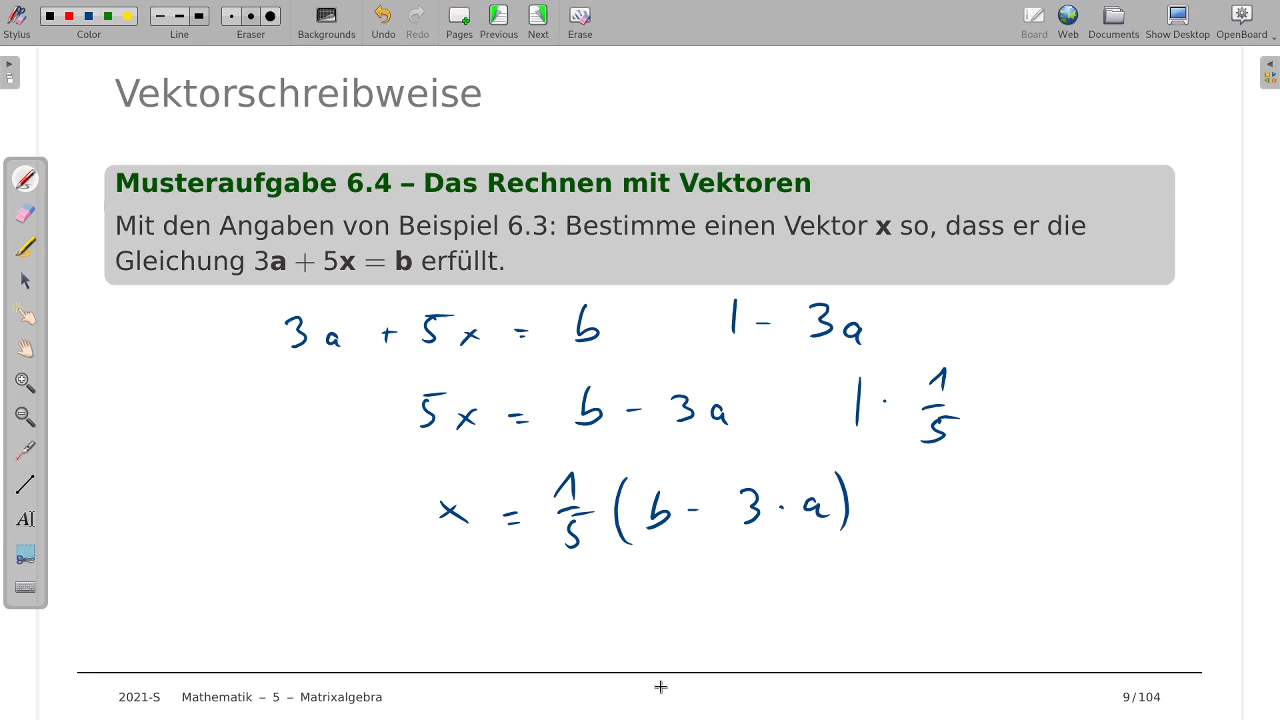 Stylus Color Line Eraser Backgrounds Undo Redo Pages Previous Next Erase Board Web Documents Show Desktop OpenBoard
Vektorschreibweise
Musteraufgabe 6.4 – Das Rechnen mit Vektoren
Mit den Angaben von Beispiel 6.3: Bestimme einen Vektor x so, dass er die
Gleichung 3a + 5x = b erfüllt.
3a + 5x = b | - 3a
5x = b - 3a | · 1/5
x = 1/5 (b - 3 · a)
2021-S Mathematik – 5 – Matrixalgebra 9/104